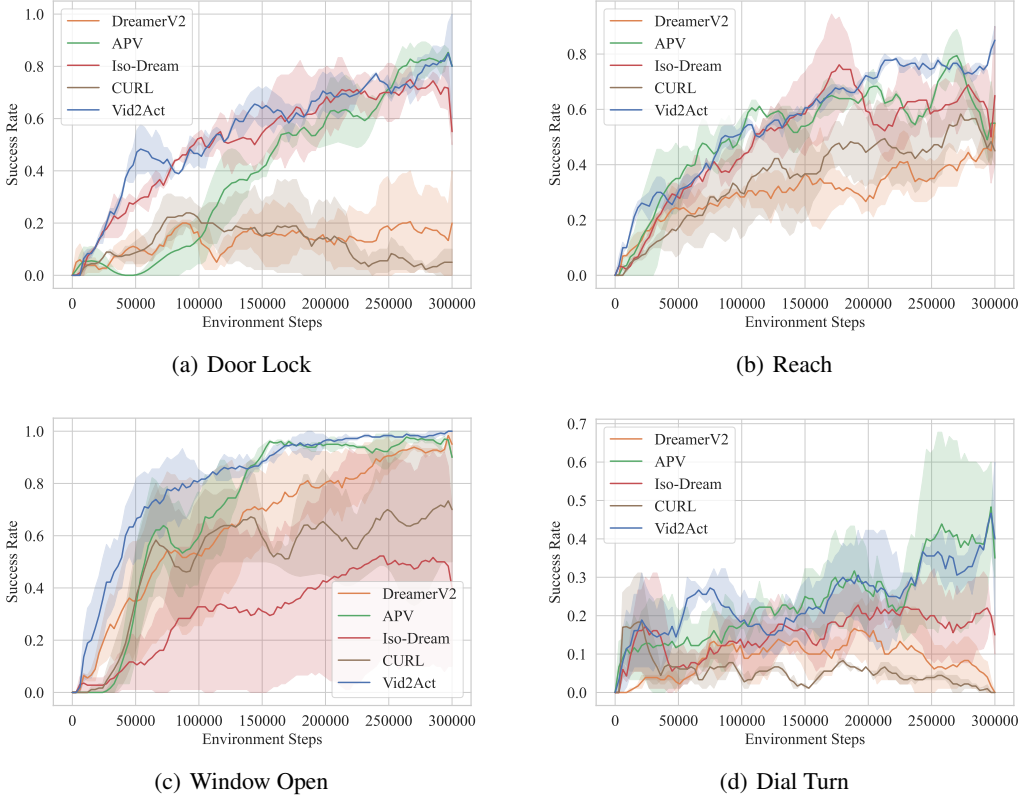 1.0
0.8
0.6
0.4
0.2
0.0
Success Rate
DreamerV2
APV
Iso-Dream
CURL
Vid2Act
0 50000 100000 150000 200000 250000 300000
Environment Steps
(a) Door Lock
0.8
0.6
0.4
0.2
0.0
Success Rate
DreamerV2
APV
Iso-Dream
CURL
Vid2Act
0 50000 100000 150000 200000 250000 300000
Environment Steps
(b) Reach
1.0
0.8
0.6
0.4
0.2
0.0
Success Rate
DreamerV2
APV
Iso-Dream
CURL
Vid2Act
0 50000 100000 150000 200000 250000 300000
Environment Steps
(c) Window Open
0.7
0.6
0.5
0.4
0.3
0.2
0.1
0.0
Success Rate
DreamerV2
APV
Iso-Dream
CURL
Vid2Act
0 50000 100000 150000 200000 250000 300000
Environment Steps
(d) Dial Turn